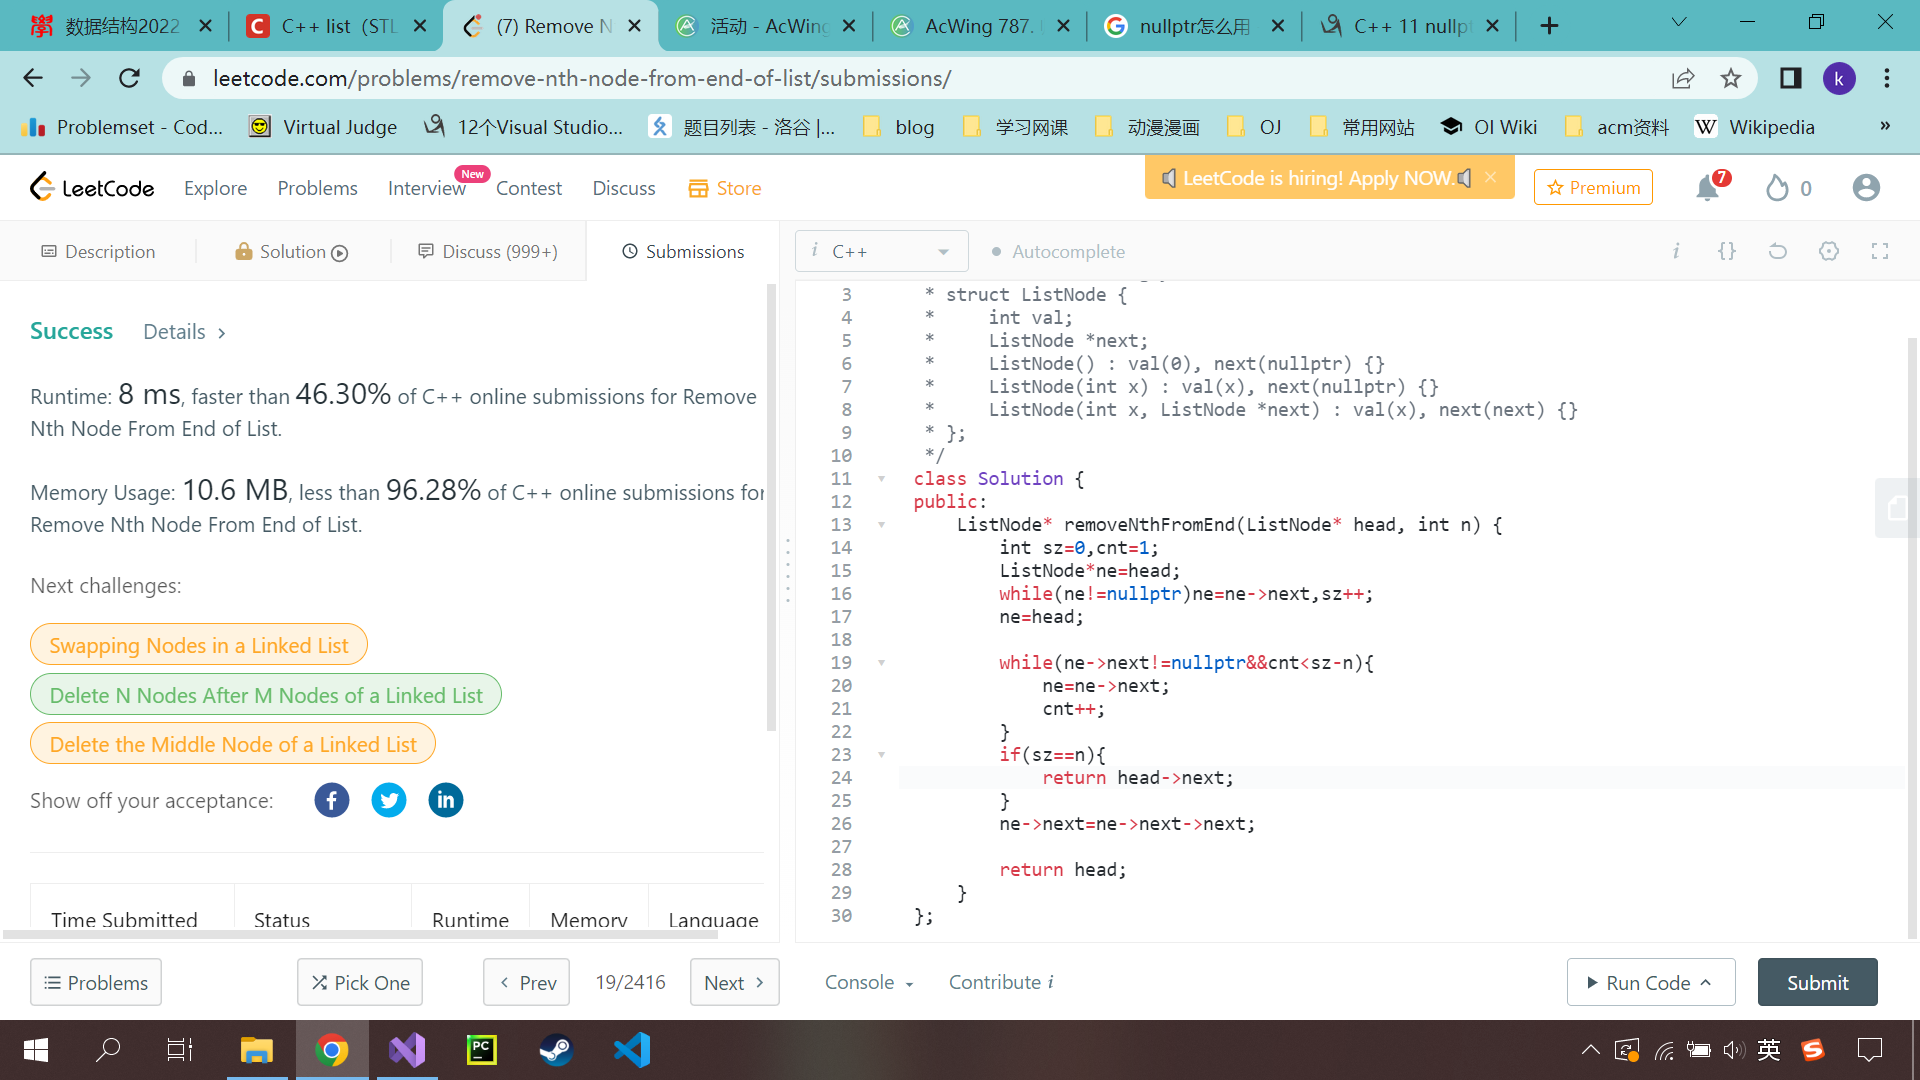 数据结构2022
C++ list（STL
(7) Remove N
活动 - AcWing
AcWing 787.
nullptr怎么用
C++ 11 nullpt
leetcode.com/problems/remove-nth-node-from-end-of-list/submissions/
k
Problemset - Cod...
Virtual Judge
12个Visual Studio...
题目列表 - 洛谷 |...
blog
学习网课
动漫漫画
OJ
常用网站
OI Wiki
acm资料
Wikipedia
»
LeetCode
Explore
Problems
Interview
New
Contest
Discuss
Store
LeetCode is hiring! Apply NOW.
Premium
7
0
Description
Solution
Discuss (999+)
Submissions
i C++
Autocomplete
Success
Details
Runtime: 8 ms, faster than 46.30% of C++ online submissions for Remove
Nth Node From End of List.
Memory Usage: 10.6 MB, less than 96.28% of C++ online submissions for
Remove Nth Node From End of List.
Next challenges:
Swapping Nodes in a Linked List
Delete N Nodes After M Nodes of a Linked List
Delete the Middle Node of a Linked List
Show off your acceptance:
Time Submitted
Status
Runtime
Memory
Language
3 * struct ListNode {
4 *     int val;
5 *     ListNode *next;
6 *     ListNode() : val(0), next(nullptr) {}
7 *     ListNode(int x) : val(x), next(nullptr) {}
8 *     ListNode(int x, ListNode *next) : val(x), next(next) {}
9 * };
10 */
11 class Solution {
12 public:
13     ListNode* removeNthFromEnd(ListNode* head, int n) {
14         int sz=0,cnt=1;
15         ListNode*ne=head;
16         while(ne!=nullptr)ne=ne->next,sz++;
17         ne=head;
18
19         while(ne->next!=nullptr&&cnt<sz-n){
20             ne=ne->next;
21             cnt++;
22         }
23         if(sz==n){
24             return head->next;
25         }
26         ne->next=ne->next->next;
27
28         return head;
29     }
30 };
Problems
Pick One
Prev
19/2416
Next
Console
Contribute i
Run Code
Submit
PC
英